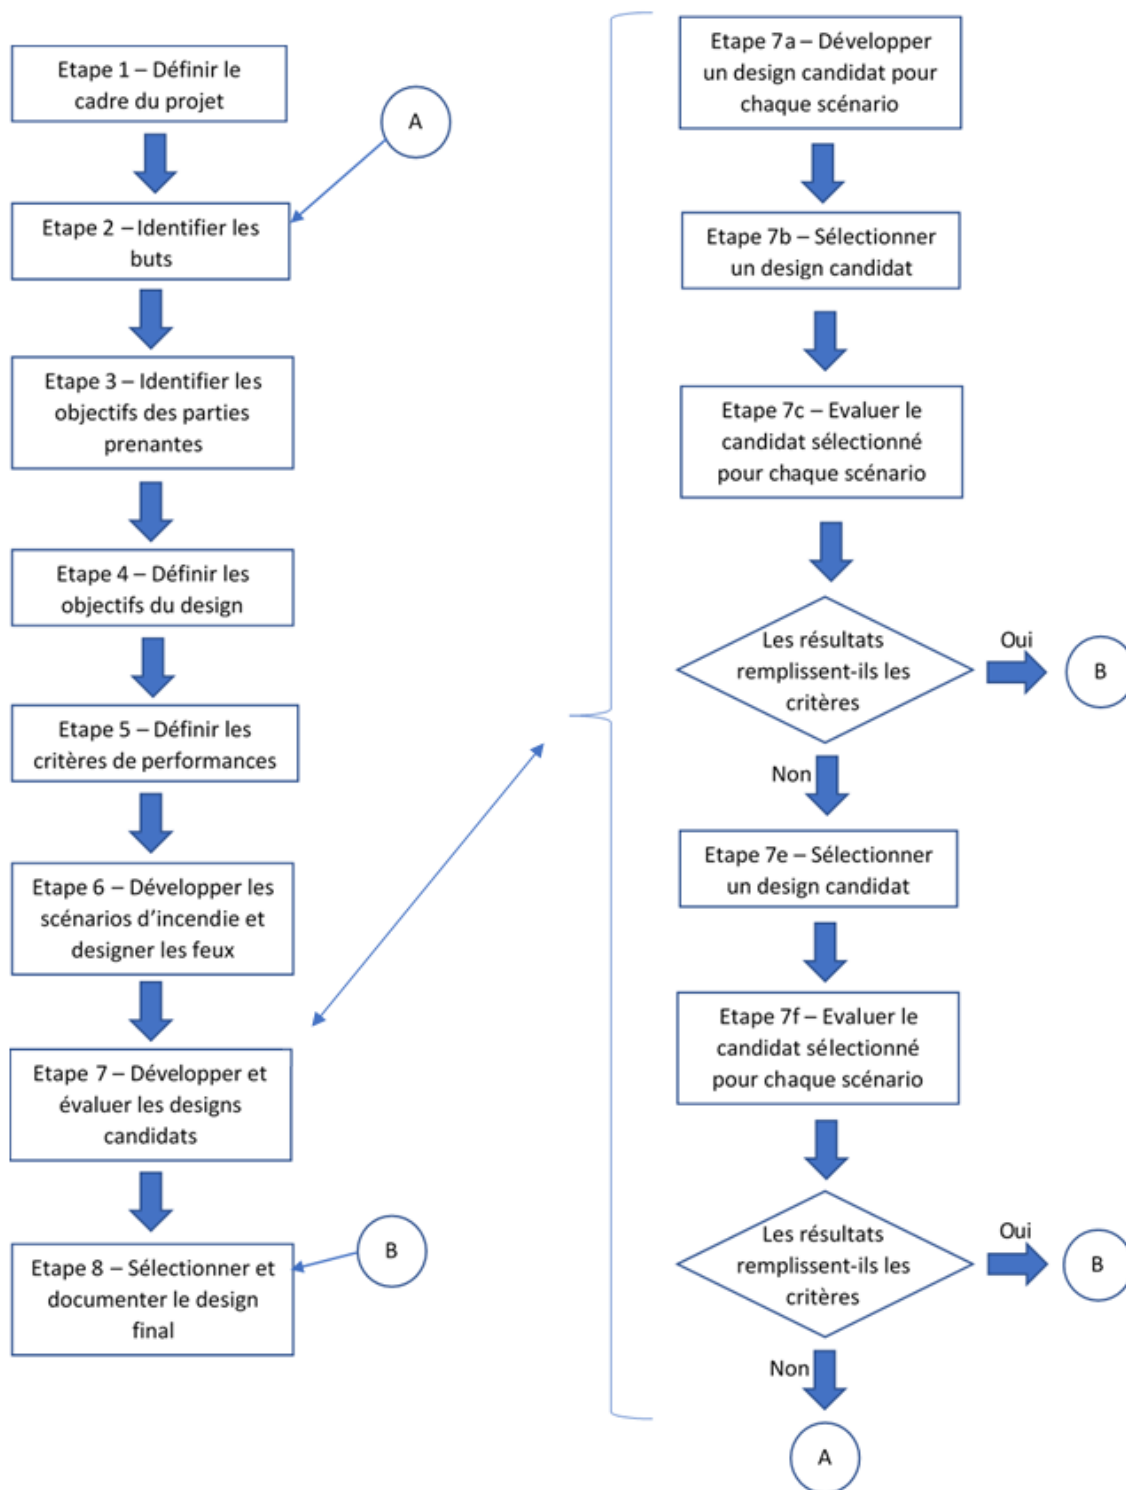 Etape 1 – Définir le
cadre du projet
A
Etape 2 – Identifier les
buts
Etape 3 – Identifier les
objectifs des parties
prenantes
Etape 4 – Définir les
objectifs du design
Etape 5 – Définir les
critères de performances
Etape 6 – Développer les
scénarios d’incendie et
designer les feux
Etape 7 – Développer et
évaluer les designs
candidats
B
Etape 8 – Sélectionner et
documenter le design
final
Etape 7a – Développer
un design candidat pour
chaque scénario
Etape 7b – Sélectionner
un design candidat
Etape 7c – Evaluer le
candidat sélectionné
pour chaque scénario
Les résultats
remplissent-ils les
critères
Oui
B
Non
Etape 7e – Sélectionner
un design candidat
Etape 7f – Evaluer le
candidat sélectionné
pour chaque scénario
Les résultats
remplissent-ils les
critères
Oui
B
Non
A